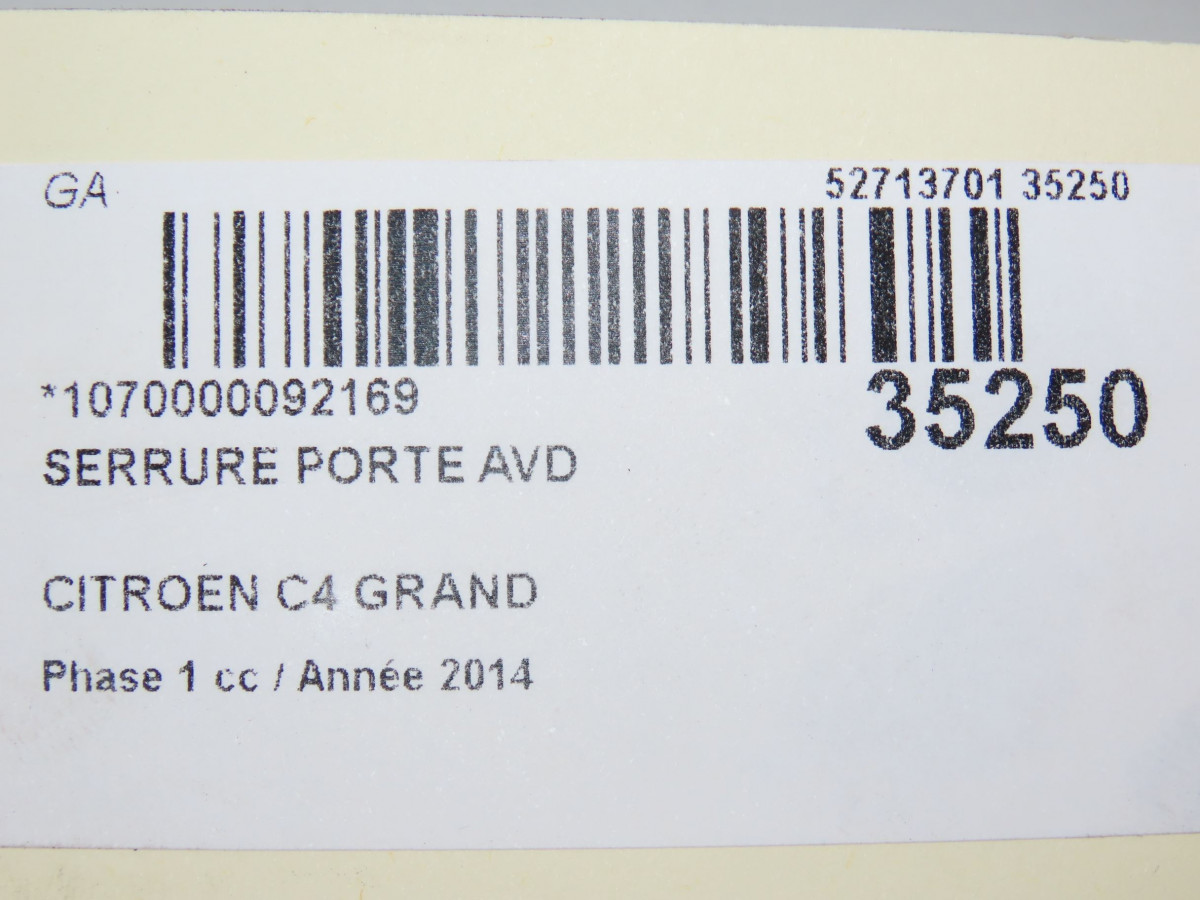 GA
52713701 35250
*1070000092169
35250
SERRURE PORTE AVD
CITROEN C4 GRAND
Phase 1 cc / Année 2014